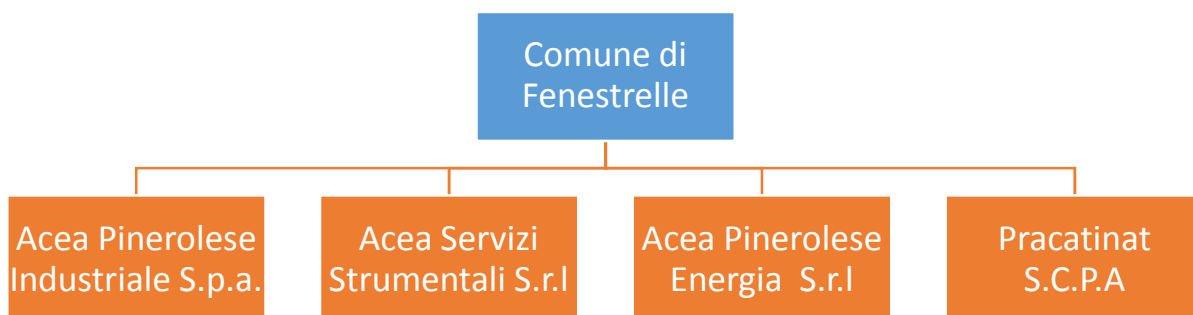 Comune di
Fenestrelle
Acea Pinerolese
Industriale S.p.a.
Acea Servizi
Strumentali S.r.l
Acea Pinerolese
Energia S.r.l
Pracatinat
S.C.P.A